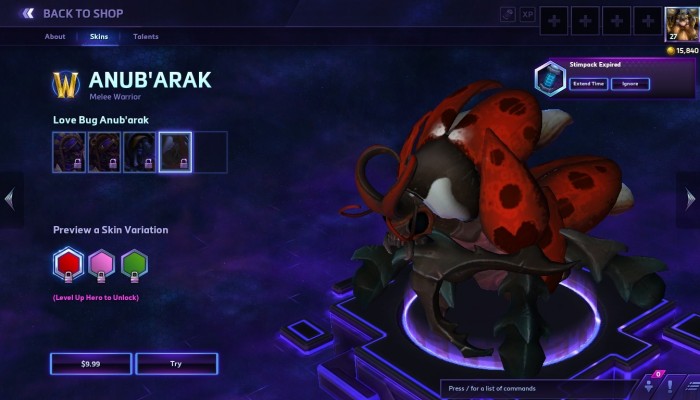 BACK TO SHOP
XP
About
Skins
Talents
27
15,840
Stimpack Expired
Extend Time
Ignore
W
ANUB'ARAK
Melee Warrior
Love Bug Anub'arak
Preview a Skin Variation
(Level Up Hero to Unlock)
$9.99
Try
0
Press / for a list of commands